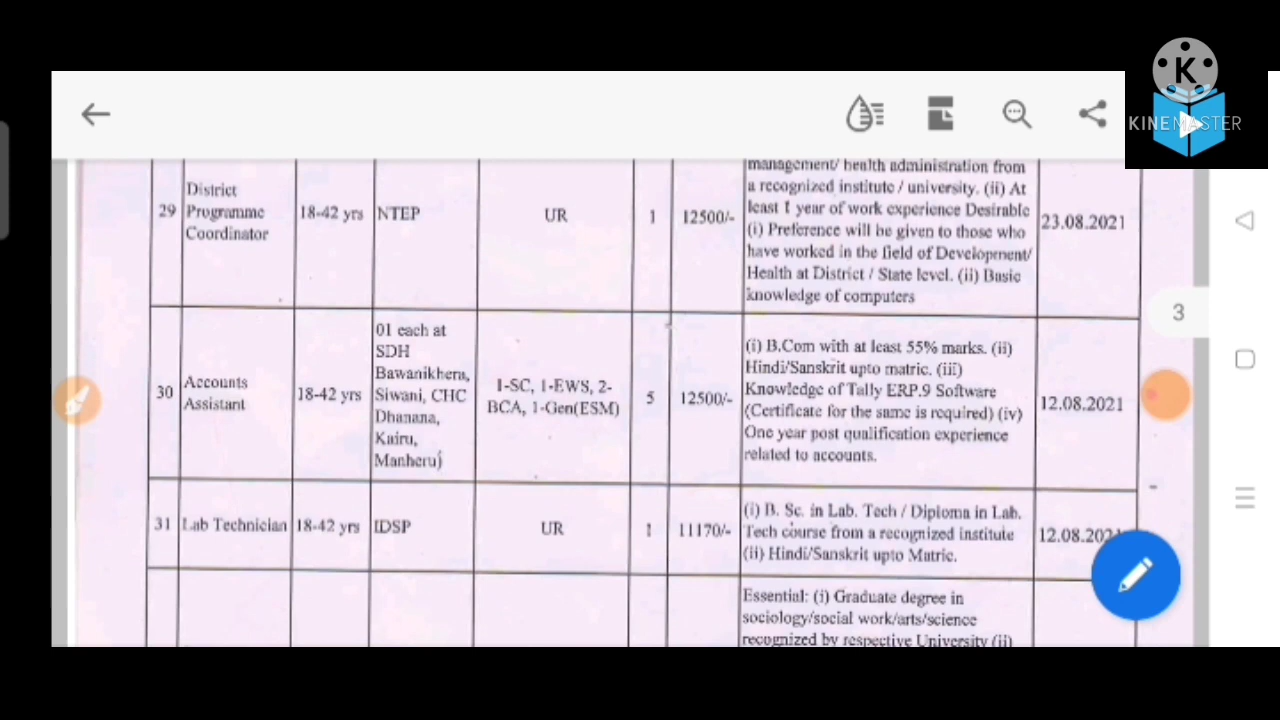 K
KINEMASTER
management/ health administration from
a recognized institute / university. (ii) At
least 1 year of work experience Desirable
(i) Preference will be given to those who
have worked in the field of Development/
Health at District / State level. (ii) Basic
knowledge of computers
29
District
Programme
Coordinator
18-42 yrs
NTEP
UR
1
12500/-
23.08.2021
3
30
Accounts
Assistant
18-42 yrs
01 each at
SDH
Bawanikhera,
Siwani, CHC
Dhanana,
Kairu,
Manheru)
1-SC, 1-EWS, 2-
BCA, 1-Gen(ESM)
5
12500/-
(i) B.Com with at least 55% marks. (ii)
Hindi/Sanskrit upto matric. (iii)
Knowledge of Tally ERP.9 Software
(Certificate for the same is required) (iv)
One year post qualification experience
related to accounts.
12.08.2021
31
Lab Technician
18-42 yrs
IDSP
UR
1
11170/-
(i) B. Sc. in Lab. Tech / Diploma in Lab.
Tech course from a recognized institute
(ii) Hindi/Sanskrit upto Matric.
12.08.2021
Essential: (i) Graduate degree in
sociology/social work/arts/science
recognized by respective University (ii)